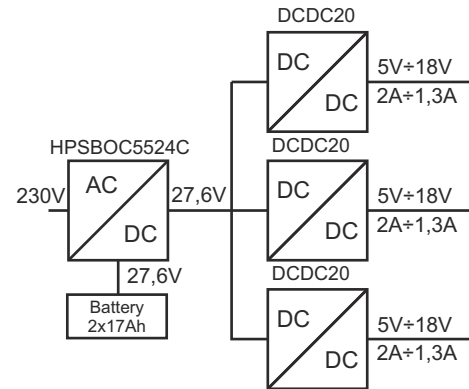 DCDC20
DC
DC
5V÷18V
2A÷1,3A
HPSBOC5524C
AC
DC
230V
27,6V
27,6V
Battery
2x17Ah
DCDC20
DC
DC
5V÷18V
2A÷1,3A
DCDC20
DC
DC
5V÷18V
2A÷1,3A